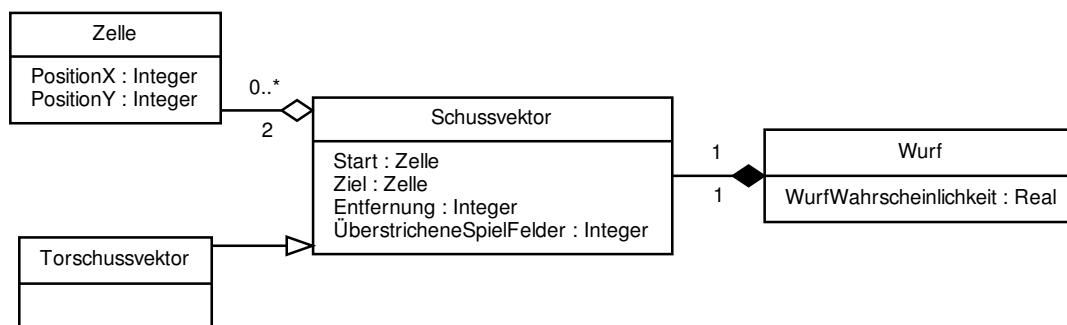 Zelle
PositionX : Integer
PositionY : Integer
0..*
2
Schussvektor
Start : Zelle
Ziel : Zelle
Entfernung : Integer
ÜberstricheneSpielFelder : Integer
1
1
Wurf
WurfWahrscheinlichkeit : Real
Torschussvektor